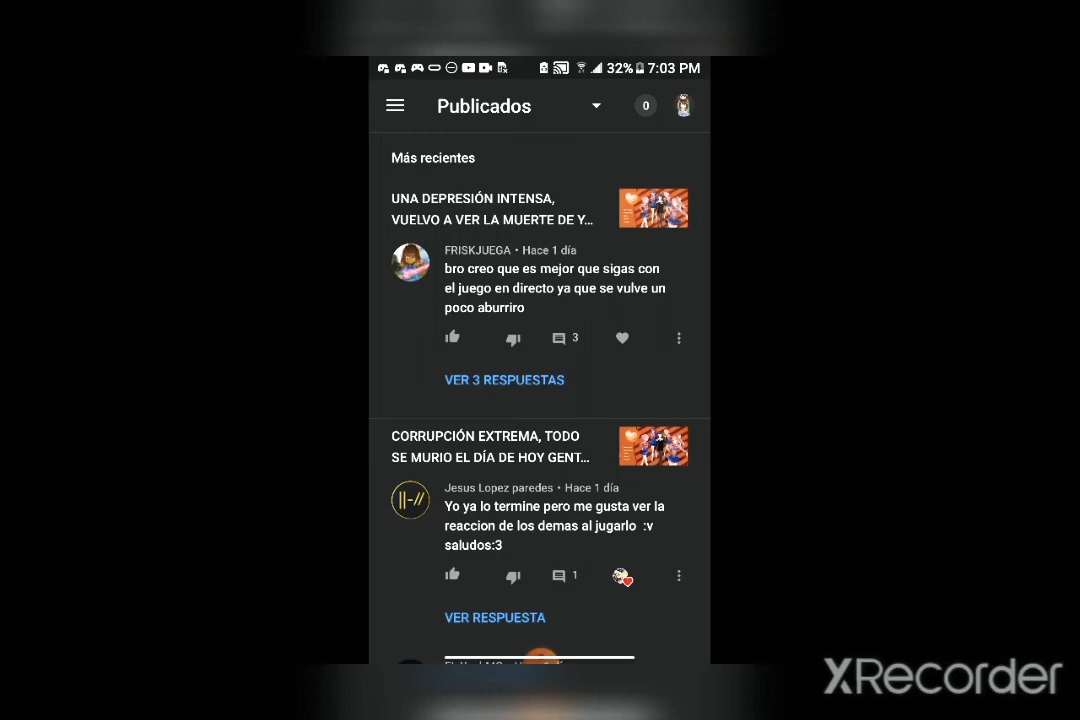 32% 7:03 PM
Publicados
0
Más recientes
UNA DEPRESIÓN INTENSA,
VUELVO A VER LA MUERTE DE Y...
FRISKJUEGA • Hace 1 día
bro creo que es mejor que sigas con
el juego en directo ya que se vulve un
poco aburriro
3
VER 3 RESPUESTAS
CORRUPCIÓN EXTREMA, TODO
SE MURIO EL DÍA DE HOY GENT...
Jesus Lopez paredes • Hace 1 día
Yo ya lo termine pero me gusta ver la
reaccion de los demas al jugarlo :v
saludos:3
1
VER RESPUESTA
XRecorder